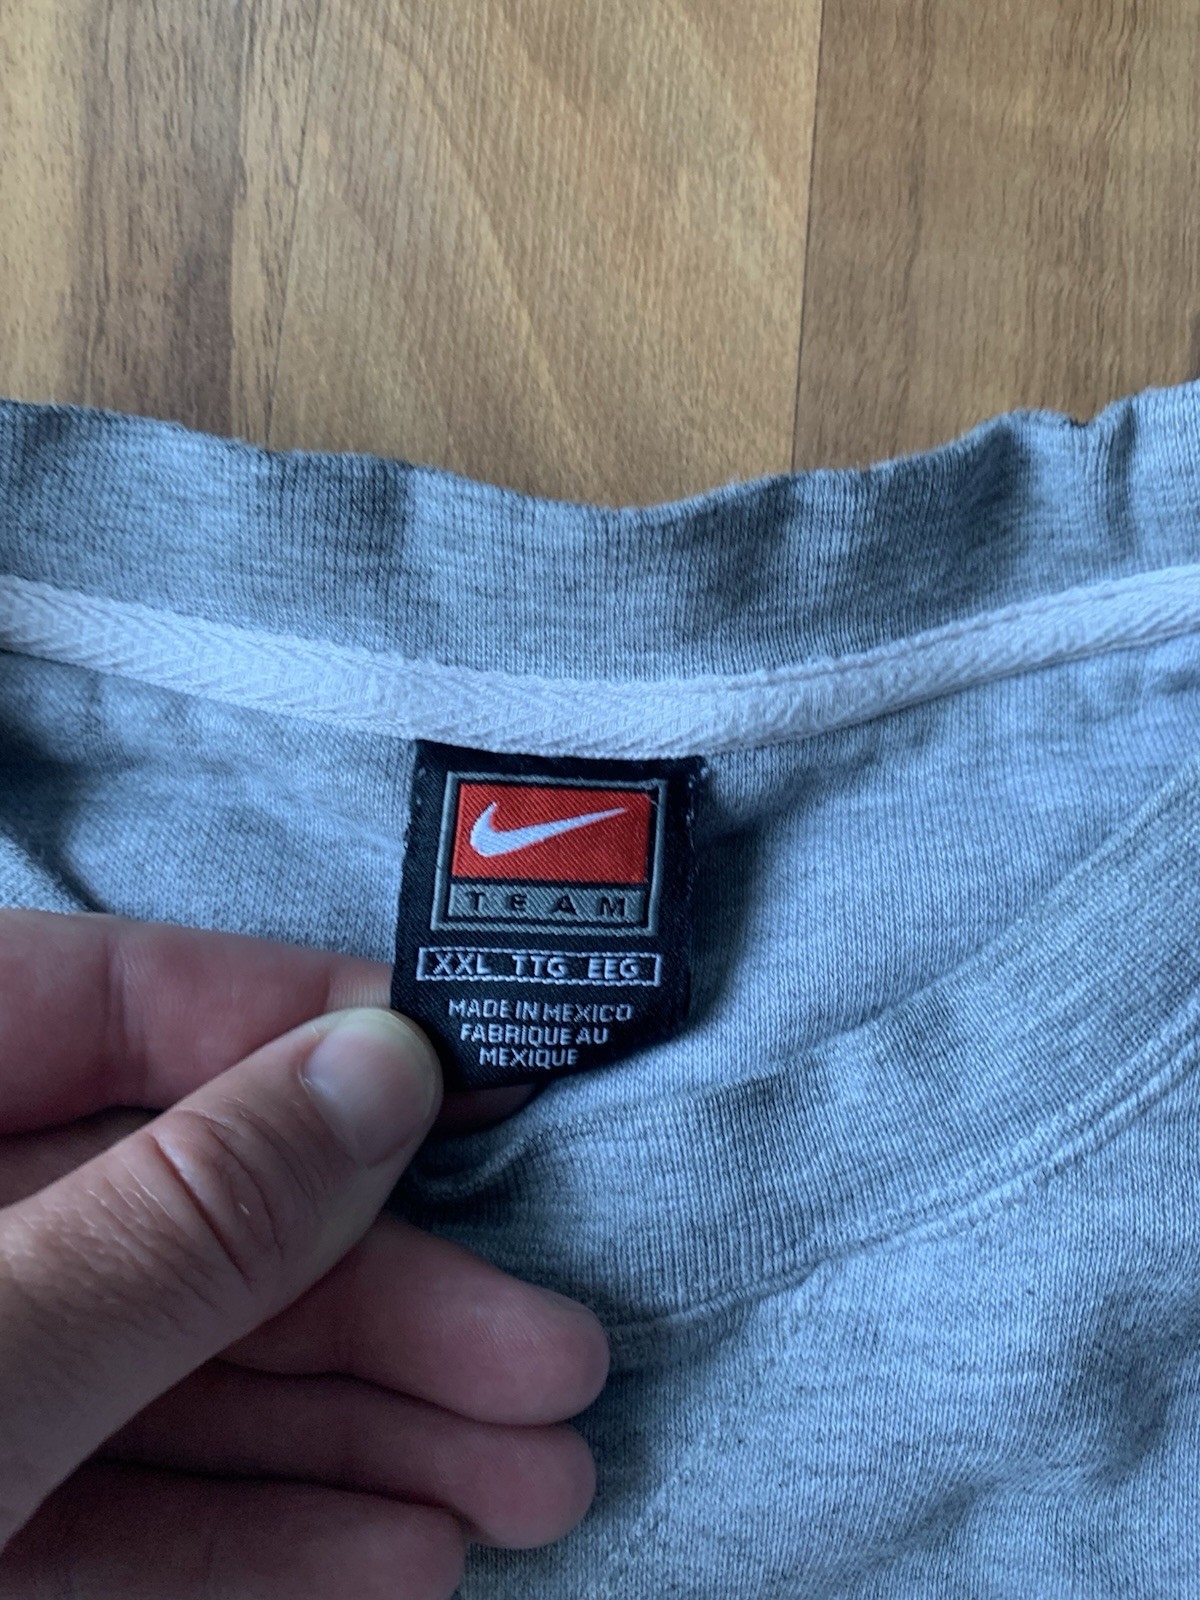 TEAM
XXL TTG EEG
MADE IN MEXICO
FABRIQUE AU
MEXIQUE